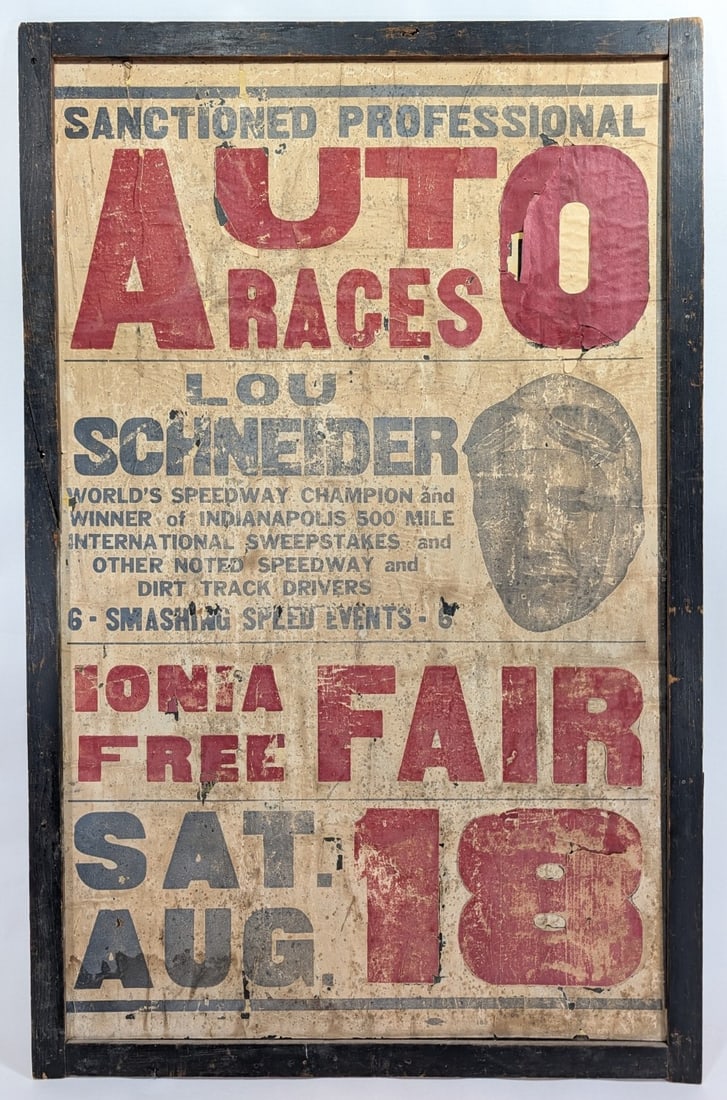 SANCTIONED PROFESSIONAL
AUTO
RACES
LOU
SCHNEIDER
WORLD'S SPEEDWAY CHAMPION and
WINNER of INDIANAPOLIS 500 MILE
INTERNATIONAL SWEEPSTAKES and
OTHER NOTED SPEEDWAY and
DIRT TRACK DRIVERS
6 - SMASHING SPEED EVENTS - 6
IONIA
FREE FAIR
SAT.
AUG. 18